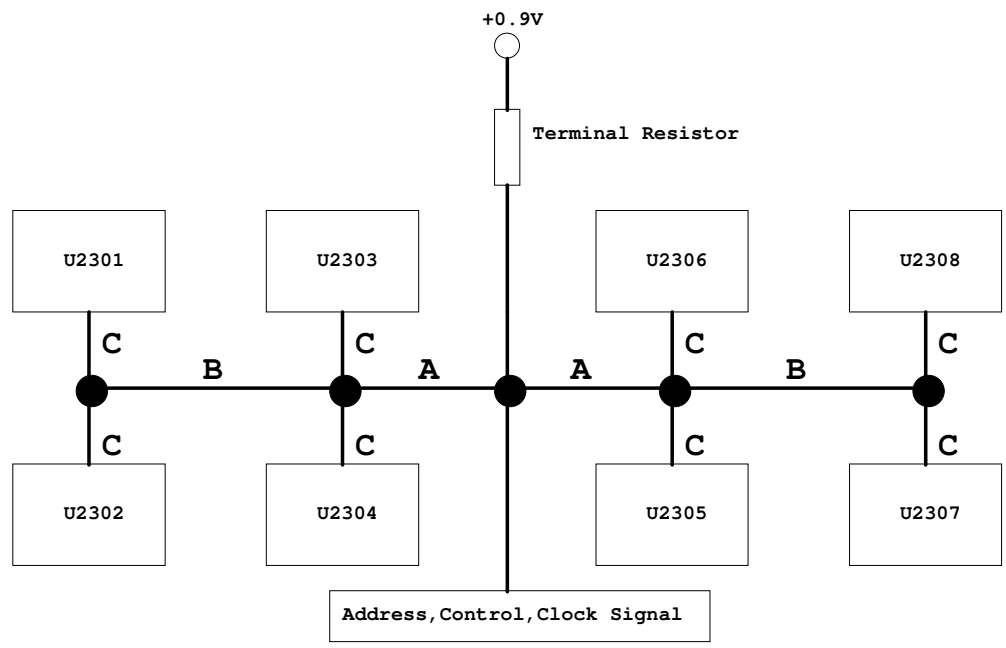 +0.9V
Terminal Resistor
U2301
U2303
U2306
U2308
C
C
C
C
B
A
A
B
C
C
C
C
U2302
U2304
U2305
U2307
Address,Control,Clock Signal